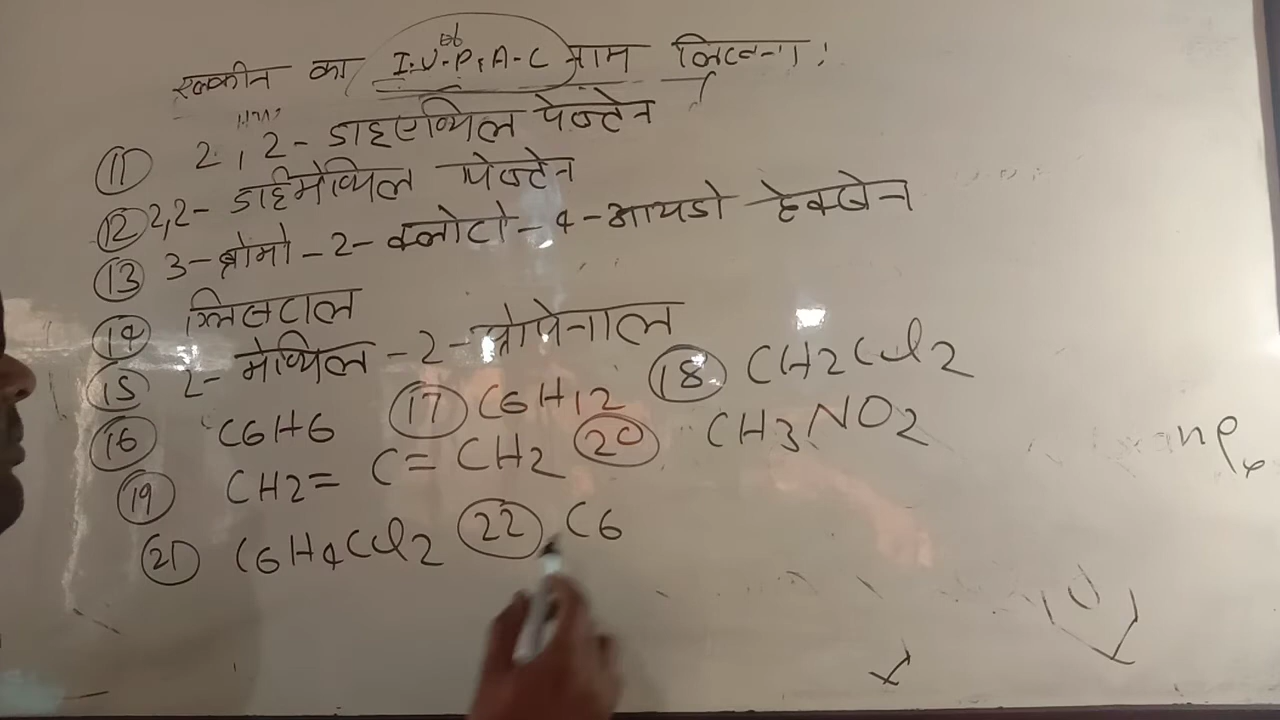 एल्कीन का I.U.P.A-C नाम लिखना!
(11) 2,2- डाइएथिल पेन्टेन
(12) 2,2- डाईमेथिल पेन्टेन
(13) 3-ब्रोमो-2-क्लोरो-4-आयडो हेक्जेन
(14) ग्लिसराल
(15) 2-मेथिल-2-प्रोपेनाल
(16) C6H6 (17) C6H12 (18) CH2Cl2
(19) CH2=C=CH2 (20) CH3NO2
(21) C6H4Cl2 (22) C6